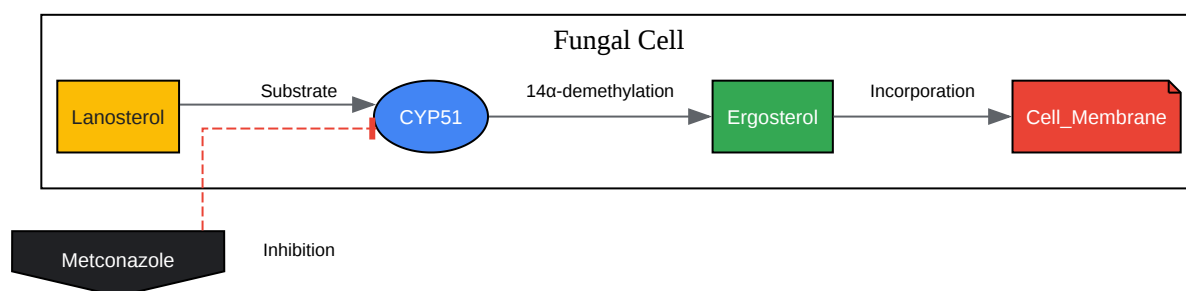 Fungal Cell
Lanosterol
Substrate
CYP51
14α-demethylation
Ergosterol
Incorporation
Cell_Membrane
Metconazole
Inhibition